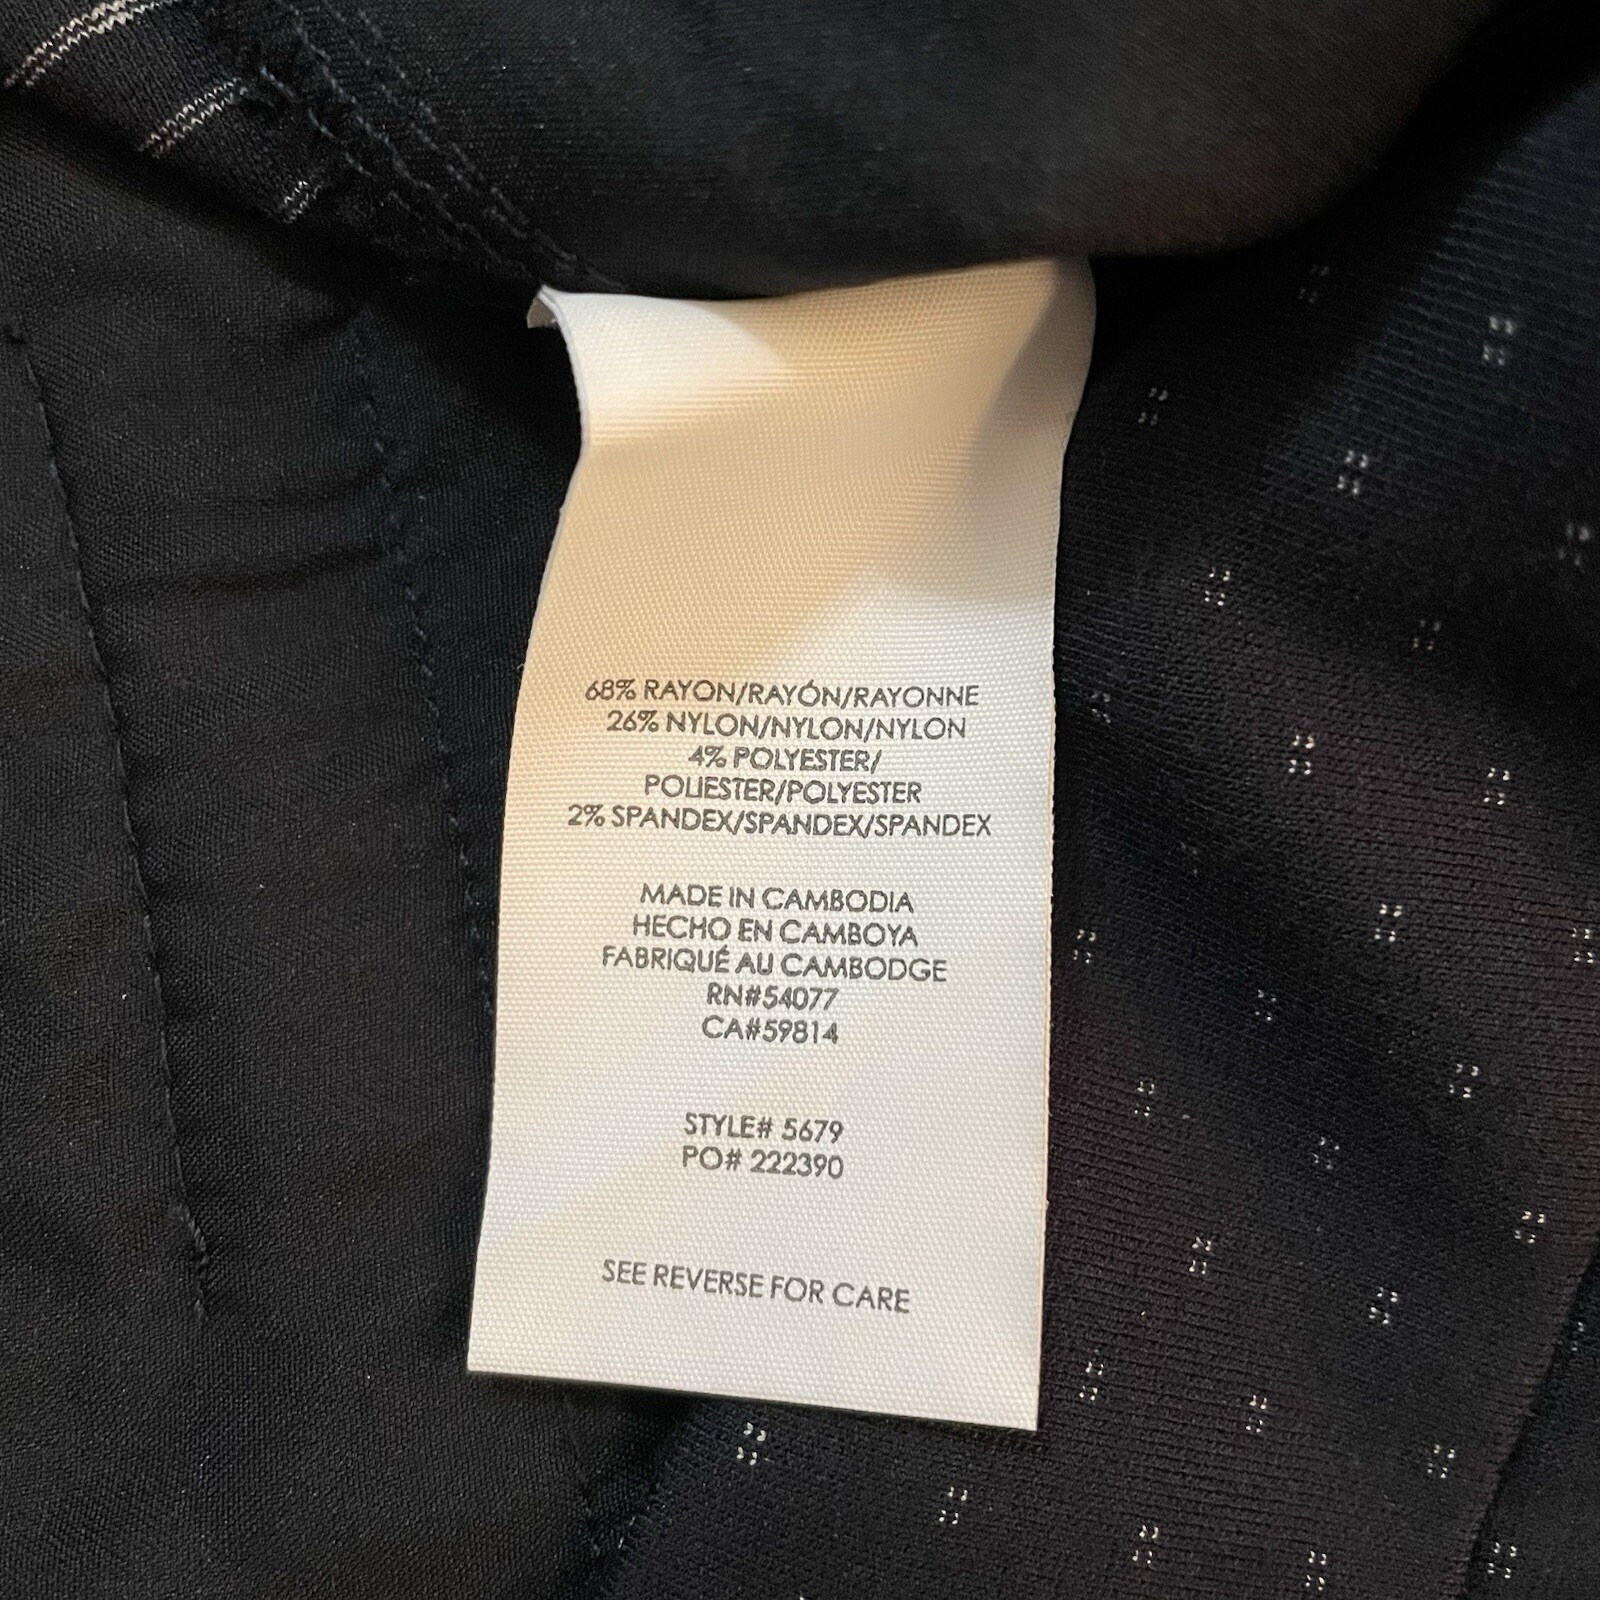 68% RAYON/RAYÓN/RAYONNE
26% NYLON/NYLON/NYLON
4% POLYESTER/
POLIESTER/POLYESTER
2% SPANDEX/SPANDEX/SPANDEX
MADE IN CAMBODIA
HECHO EN CAMBOYA
FABRIQUÉ AU CAMBODGE
RN#54077
CA#59814
STYLE# 5679
PO# 222390
SEE REVERSE FOR CARE